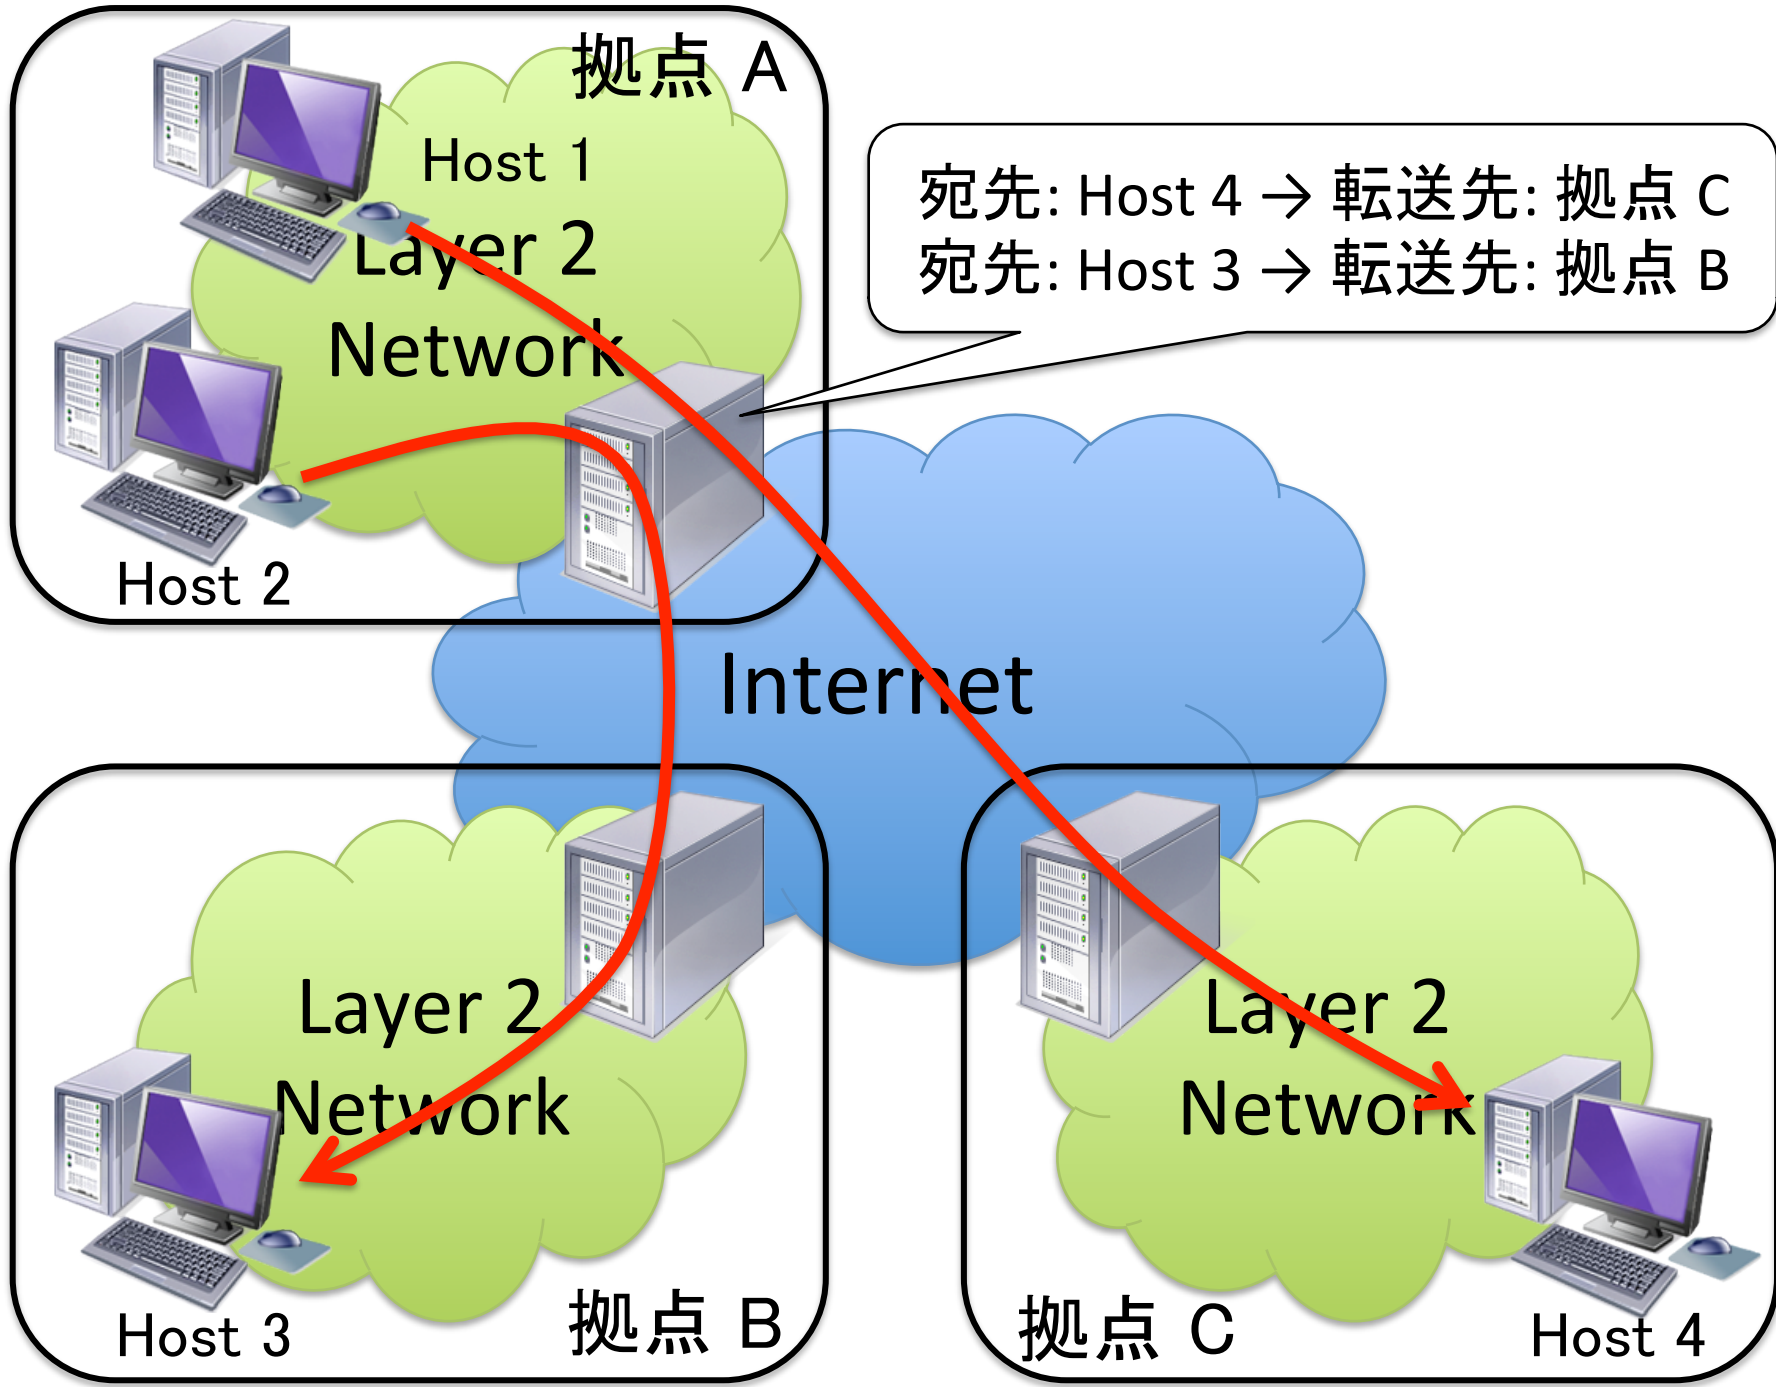 拠点 A
Host 1
Layer 2
Network
Host 2
宛先: Host 4 → 転送先: 拠点 C
宛先: Host 3 → 転送先: 拠点 B
Internet
Layer 2
Network
Host 3
拠点 B
Layer 2
Network
拠点 C
Host 4